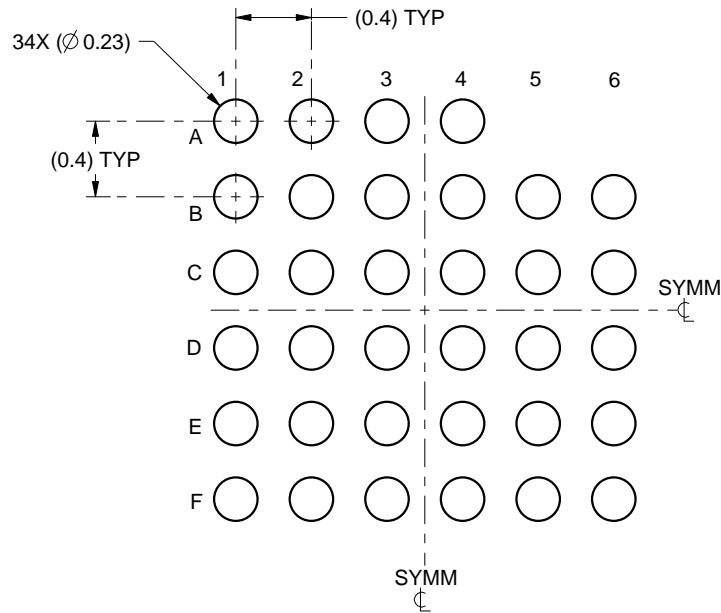 (0.4) TYP
34X (∅ 0.23)
1 2 3 4 5 6
A
(0.4) TYP
B
C
SYMM
℄
D
E
F
SYMM
℄